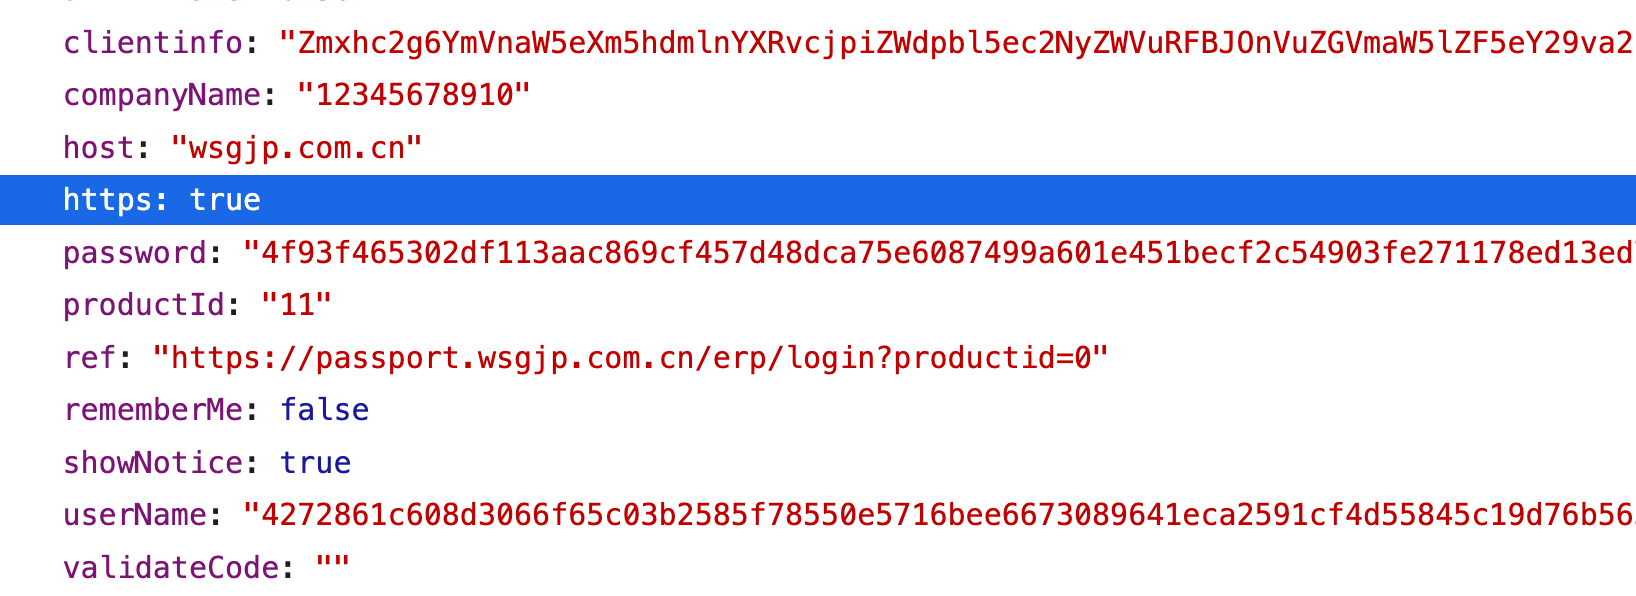 clientinfo: "Zmxhc2g6YmVnaW5eXm5hdmlnYXRvcjpiZWdpbl5ec2NyZWVuRFBJOnVuZGVmaW5lZF5eY29va2
companyName: "12345678910"
host: "wsgjp.com.cn"
https: true
password: "4f93f465302df113aac869cf457d48dca75e6087499a601e451becf2c54903fe271178ed13ed
productId: "11"
ref: "https://passport.wsgjp.com.cn/erp/login?productid=0"
rememberMe: false
showNotice: true
userName: "4272861c608d3066f65c03b2585f78550e5716bee6673089641eca2591cf4d55845c19d76b56
validateCode: ""